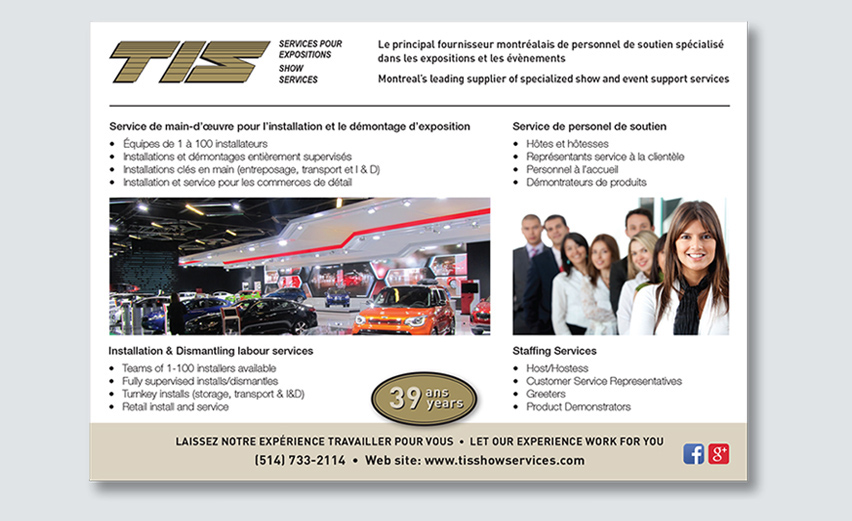 TIS
SERVICES POUR
EXPOSITIONS
SHOW
SERVICES
Le principal fournisseur montréalais de personnel de soutien spécialisé
dans les expositions et les évènements
Montreal's leading supplier of specialized show and event support services
Service de main-d'œuvre pour l'installation et le démontage d'exposition
• Équipes de 1 à 100 installateurs
• Installations et démontages entièrement supervisés
• Installations clés en main (entreposage, transport et I & D)
• Installation et service pour les commerces de détail
Service de personel de soutien
• Hôtes et hôtesses
• Représentants service à la clientèle
• Personnel à l'accueil
• Démontrateurs de produits
Installation & Dismantling labour services
• Teams of 1-100 installers available
• Fully supervised installs/dismantles
• Turnkey installs (storage, transport & I&D)
• Retail install and service
Staffing Services
• Host/Hostess
• Customer Service Representatives
• Greeters
• Product Demonstrators
39 ans
years
LAISSEZ NOTRE EXPÉRIENCE TRAVAILLER POUR VOUS • LET OUR EXPERIENCE WORK FOR YOU
(514) 733-2114 • Web site: www.tisshowservices.com
f g+